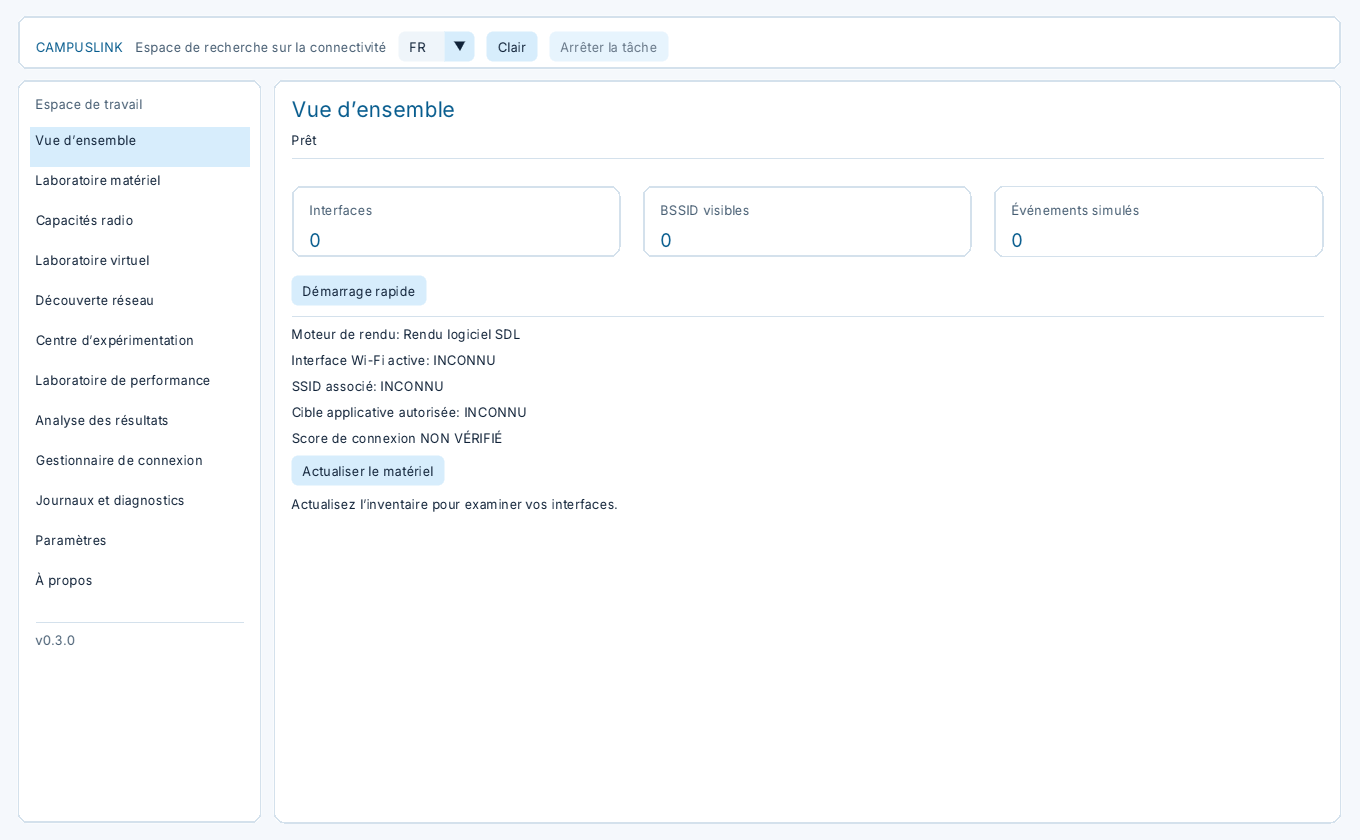 CAMPUSLINK Espace de recherche sur la connectivité FR ▼ Clair Arrêter la tâche
Espace de travail
Vue d’ensemble
Laboratoire matériel
Capacités radio
Laboratoire virtuel
Découverte réseau
Centre d’expérimentation
Laboratoire de performance
Analyse des résultats
Gestionnaire de connexion
Journaux et diagnostics
Paramètres
À propos
v0.3.0
Vue d’ensemble
Prêt
Interfaces
0
BSSID visibles
0
Événements simulés
0
Démarrage rapide
Moteur de rendu: Rendu logiciel SDL
Interface Wi-Fi active: INCONNU
SSID associé: INCONNU
Cible applicative autorisée: INCONNU
Score de connexion NON VÉRIFIÉ
Actualiser le matériel
Actualisez l’inventaire pour examiner vos interfaces.